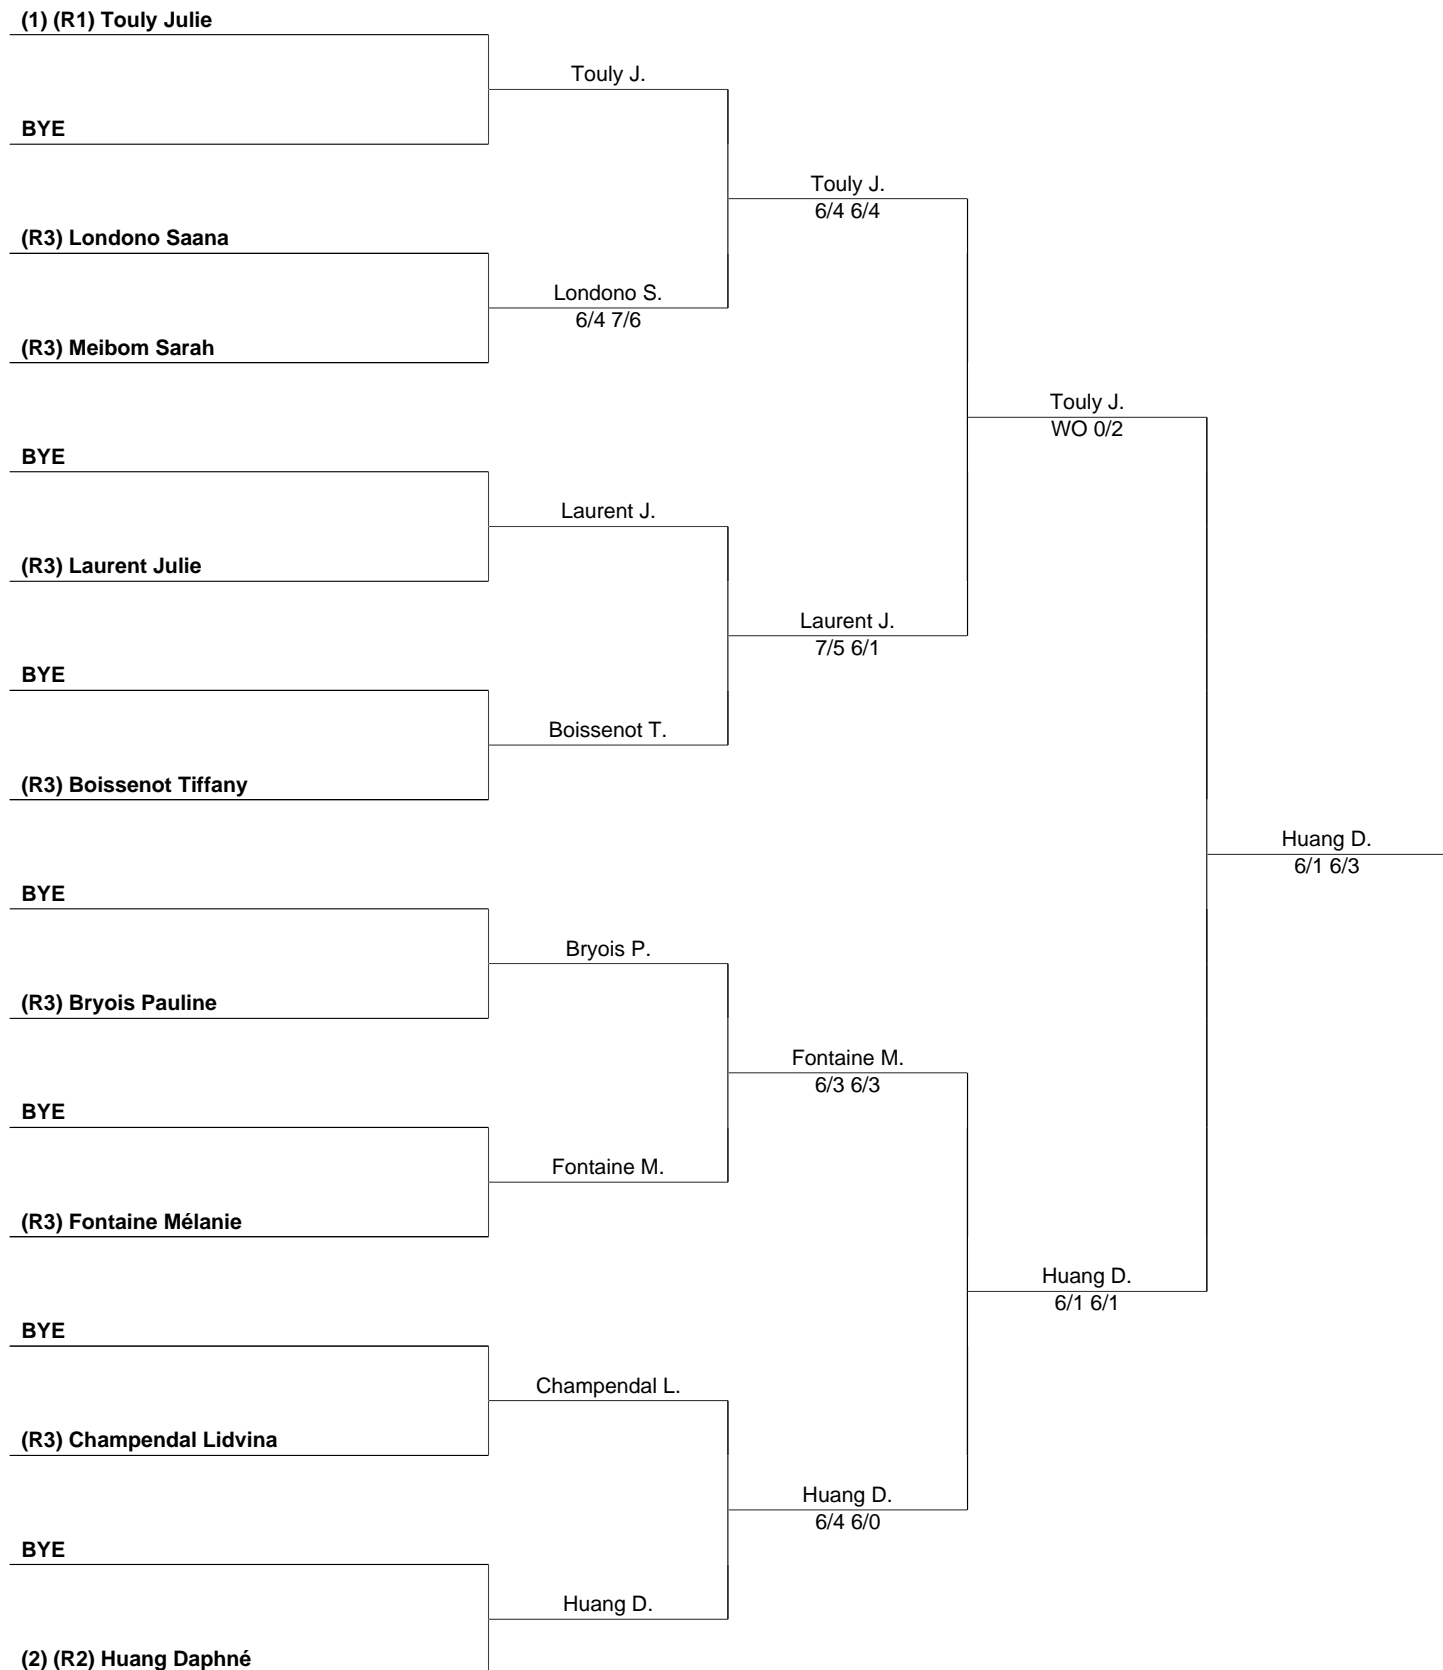 (1) (R1) Touly Julie
Touly J.
BYE
Touly J.
6/4 6/4
(R3) Londono Saana
Londono S.
6/4 7/6
(R3) Meibom Sarah
Touly J.
WO 0/2
BYE
Laurent J.
(R3) Laurent Julie
Laurent J.
7/5 6/1
BYE
Boissenot T.
(R3) Boissenot Tiffany
Huang D.
6/1 6/3
BYE
Bryois P.
(R3) Bryois Pauline
Fontaine M.
6/3 6/3
BYE
Fontaine M.
(R3) Fontaine Mélanie
Huang D.
6/1 6/1
BYE
Champendal L.
(R3) Champendal Lidvina
Huang D.
6/4 6/0
BYE
Huang D.
(2) (R2) Huang Daphné